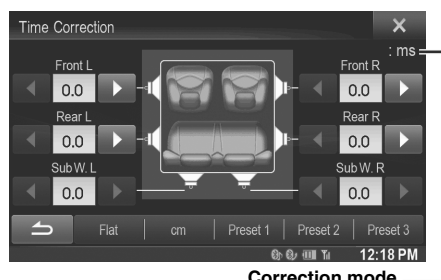 Time Correction
: ms
Front L
Front R
0.0
0.0
Rear L
Rear R
0.0
0.0
Sub W. L
Sub W. R
0.0
0.0
Flat
cm
Preset 1
Preset 2
Preset 3
12:18 PM
Correction mode